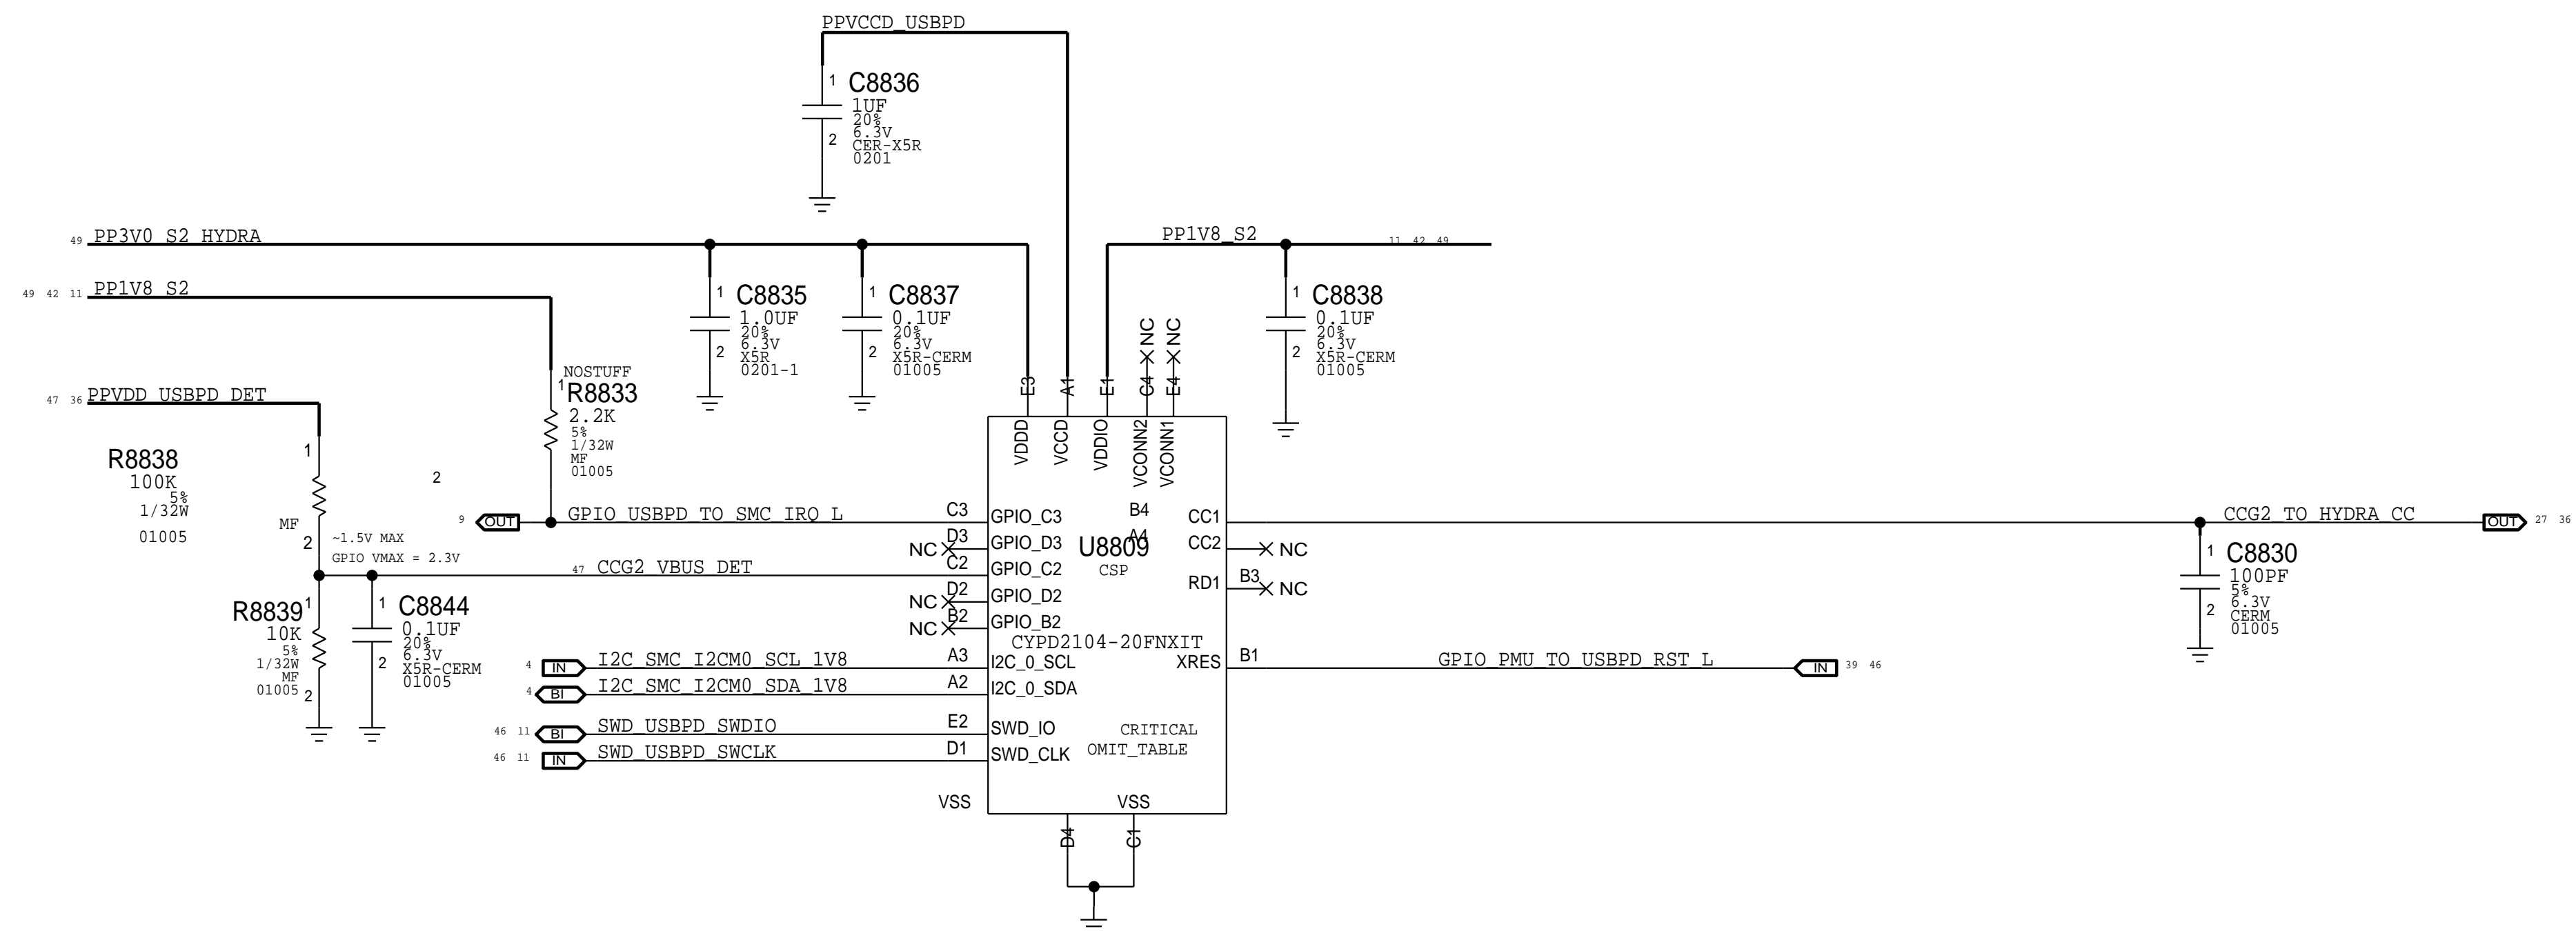 PPVCCD_USBPD
1
C8836
1UF
20%
6.3V
2
CER-X5R
0201
49 PP3V0_S2_HYDRA
PP1V8_S2
11 42 49
49 42 11 PP1V8_S2
1
C8835
1.0UF
20%
6.3V
2
X5R
0201-1
1
C8837
0.1UF
20%
6.3V
2
X5R-CERM
01005
1
C8838
0.1UF
20%
6.3V
2
X5R-CERM
01005
NC
NC
NOSTUFF
1
R8833
2.2K
5%
1/32W
MF
01005
2
47 36 PPVDD_USBPD_DET
1
R8838
100K
5%
1/32W
MF
01005
2
~1.5V MAX
GPIO VMAX = 2.3V
E3
A1
E1
C4
E4
VDDD
VCCD
VDDIO
VCONN2
VCONN1
9 OUT GPIO_USBPD_TO_SMC_IRQ_L C3 GPIO_C3
NC D3 GPIO_D3
47 CCG2_VBUS_DET C2 GPIO_C2
NC D2 GPIO_D2
NC B2 GPIO_B2
B4
CC1
A4
CC2
NC
U8809
CSP
RD1
B3
NC
CCG2_TO_HYDRA_CC OUT 27 36
1
C8830
100PF
5%
6.3V
2
CERM
01005
R8839
1
10K
5%
1/32W
MF
01005
2
1
C8844
0.1UF
20%
6.3V
2
X5R-CERM
01005
CYPD2104-20FNXIT
4 IN I2C_SMC_I2CM0_SCL_1V8 A3 I2C_0_SCL
XRES B1 GPIO_PMU_TO_USBPD_RST_L IN 39 46
4 BI I2C_SMC_I2CM0_SDA_1V8 A2 I2C_0_SDA
46 11 BI SWD_USBPD_SWDIO E2 SWD_IO
CRITICAL
46 11 IN SWD_USBPD_SWCLK D1 SWD_CLK
OMIT_TABLE
VSS
VSS
D4
C1